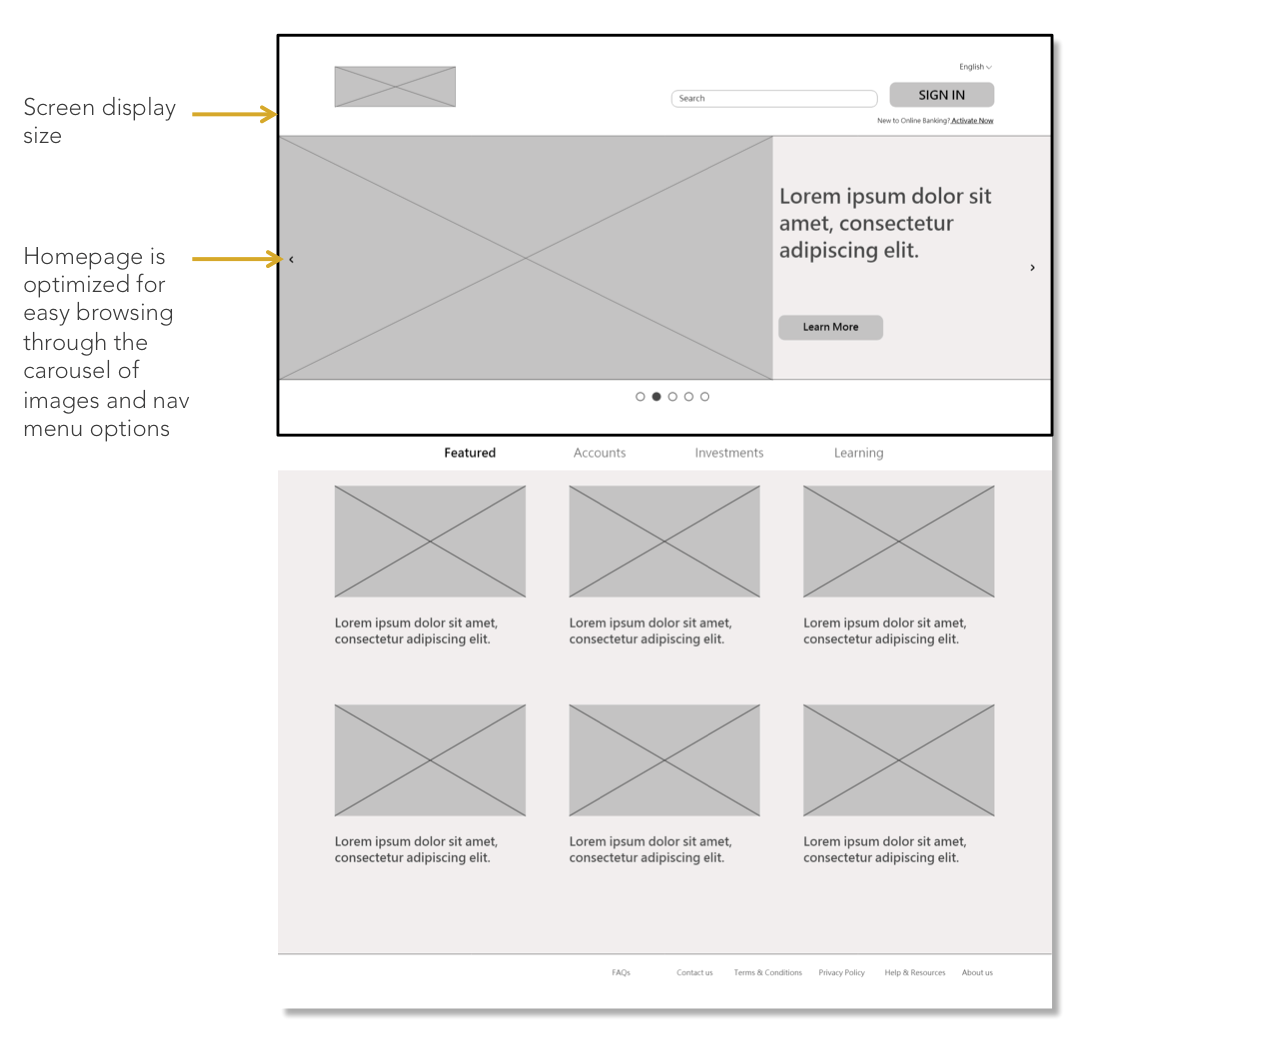 English
Search
SIGN IN
New to Online Banking? Activate Now
Screen display
size
Lorem ipsum dolor sit
amet, consectetur
adipiscing elit.
Learn More
Homepage is
optimized for
easy browsing
through the
carousel of
images and nav
menu options
Featured Accounts Investments Learning
Lorem ipsum dolor sit amet,
consectetur adipiscing elit.
Lorem ipsum dolor sit amet,
consectetur adipiscing elit.
Lorem ipsum dolor sit amet,
consectetur adipiscing elit.
Lorem ipsum dolor sit amet,
consectetur adipiscing elit.
Lorem ipsum dolor sit amet,
consectetur adipiscing elit.
Lorem ipsum dolor sit amet,
consectetur adipiscing elit.
FAQs Contact us Terms & Conditions Privacy Policy Help & Resources About us